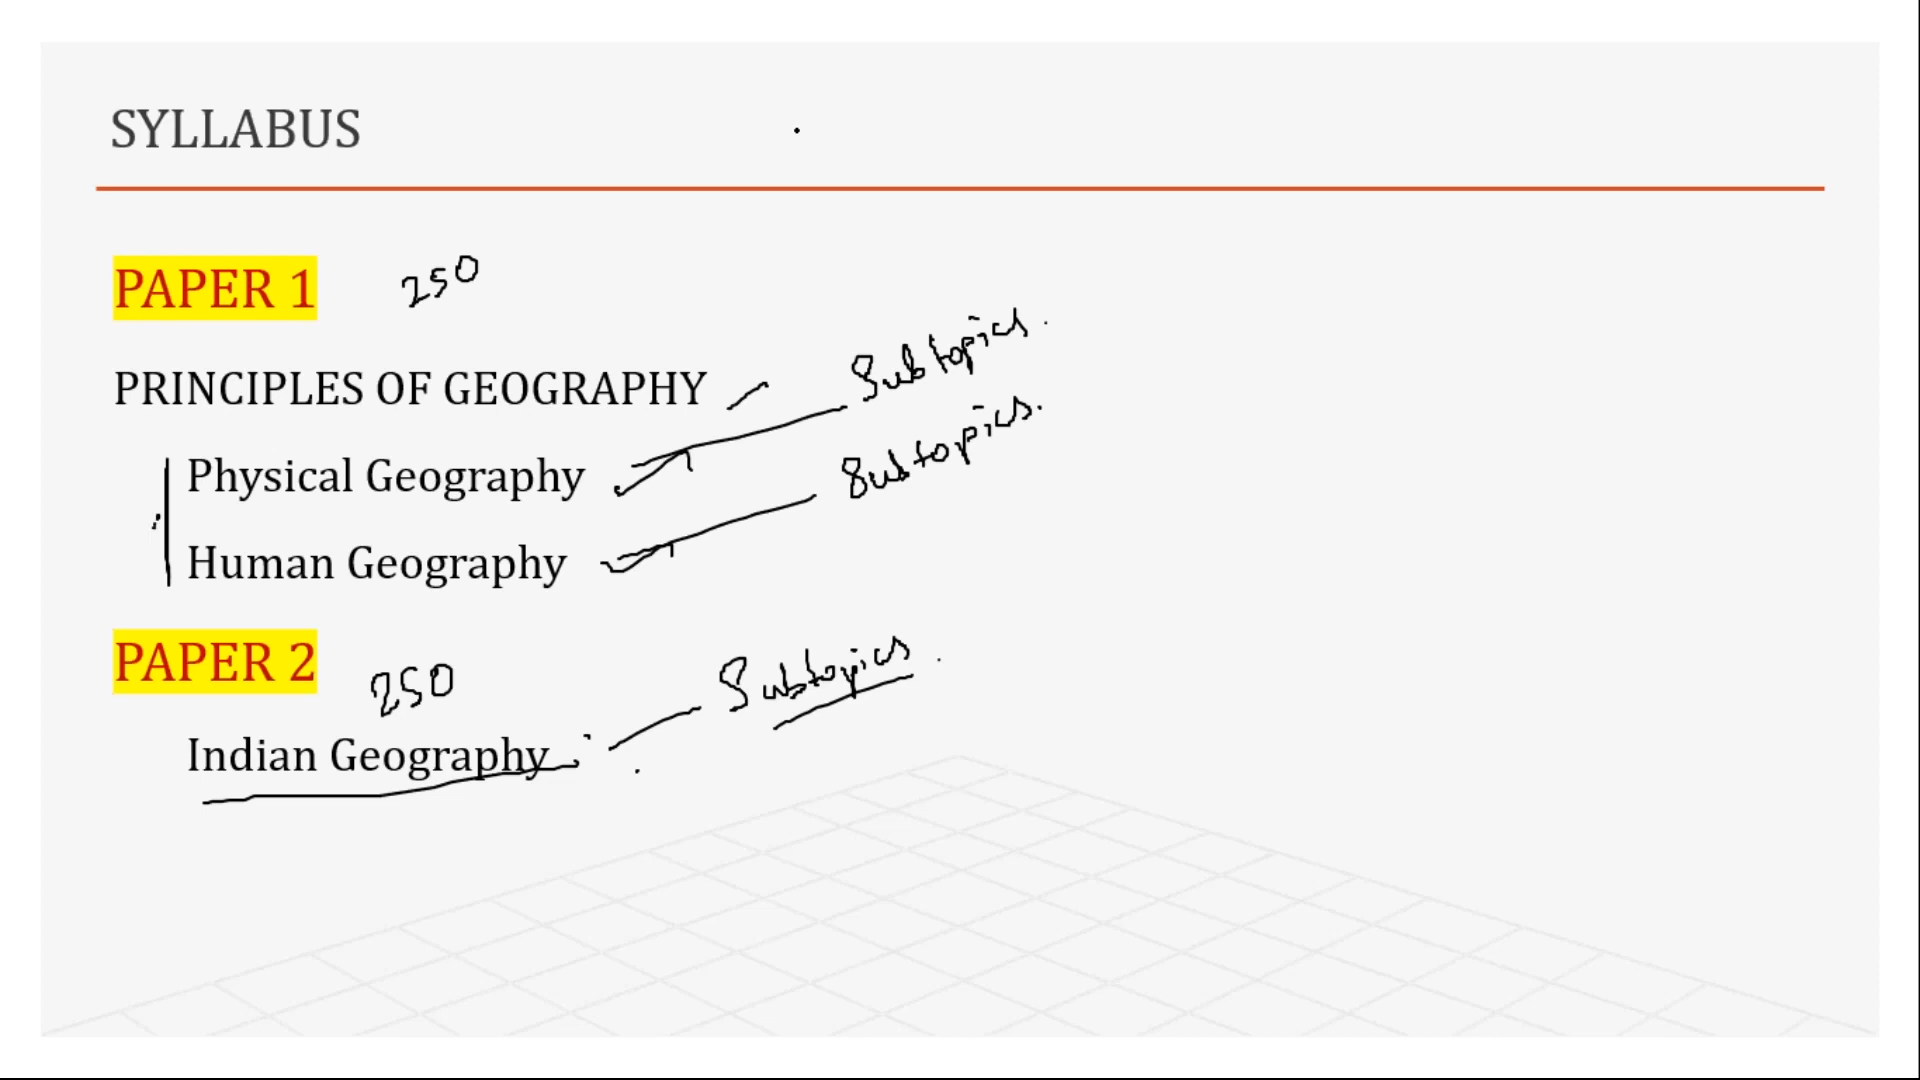 SYLLABUS
PAPER 1 250
PRINCIPLES OF GEOGRAPHY
Subtopics.
Physical Geography
Subtopics.
Human Geography
PAPER 2 250
Subtopics
Indian Geography